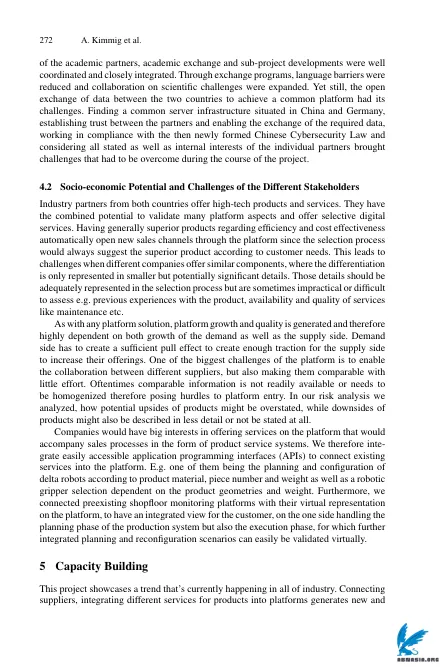 272 A. Kimmig et al.
of the academic partners, academic exchange and sub-project developments were well
coordinated and closely integrated. Through exchange programs, language barriers were
reduced and collaboration on scientific challenges were expanded. Yet still, the open
exchange of data between the two countries to achieve a common platform had its
challenges. Finding a common server infrastructure situated in China and Germany,
establishing trust between the partners and enabling the exchange of the required data,
working in compliance with the then newly formed Chinese Cybersecurity Law and
considering all stated as well as internal interests of the individual partners brought
challenges that had to be overcome during the course of the project.
4.2 Socio-economic Potential and Challenges of the Different Stakeholders
Industry partners from both countries offer high-tech products and services. They have
the combined potential to validate many platform aspects and offer selective digital
services. Having generally superior products regarding efficiency and cost effectiveness
automatically open new sales channels through the platform since the selection process
would always suggest the superior product according to customer needs. This leads to
challenges when different companies offer similar components, where the differentiation
is only represented in smaller but potentially significant details. Those details should be
adequately represented in the selection process but are sometimes impractical or difficult
to assess e.g. previous experiences with the product, availability and quality of services
like maintenance etc.
As with any platform solution, platform growth and quality is generated and therefore
highly dependent on both growth of the demand as well as the supply side. Demand
side has to create a sufficient pull effect to create enough traction for the supply side
to increase their offerings. One of the biggest challenges of the platform is to enable
the collaboration between different suppliers, but also making them comparable with
little effort. Oftentimes comparable information is not readily available or needs to
be homogenized therefore posing hurdles to platform entry. In our risk analysis we
analyzed, how potential upsides of products might be overstated, while downsides of
products might also be described in less detail or not be stated at all.
Companies would have big interests in offering services on the platform that would
accompany sales processes in the form of product service systems. We therefore inte-
grate easily accessible application programming interfaces (APIs) to connect existing
services into the platform. E.g. one of them being the planning and configuration of
delta robots according to product material, piece number and weight as well as a robotic
gripper selection dependent on the product geometries and weight. Furthermore, we
connected preexisting shopfloor monitoring platforms with their virtual representation
on the platform, to have an integrated view for the customer, on the one side handling the
planning phase of the production system but also the execution phase, for which further
integrated planning and reconfiguration scenarios can easily be validated virtually.
5 Capacity Building
This project showcases a trend that's currently happening in all of industry. Connecting
suppliers, integrating different services for products into platforms generates new and